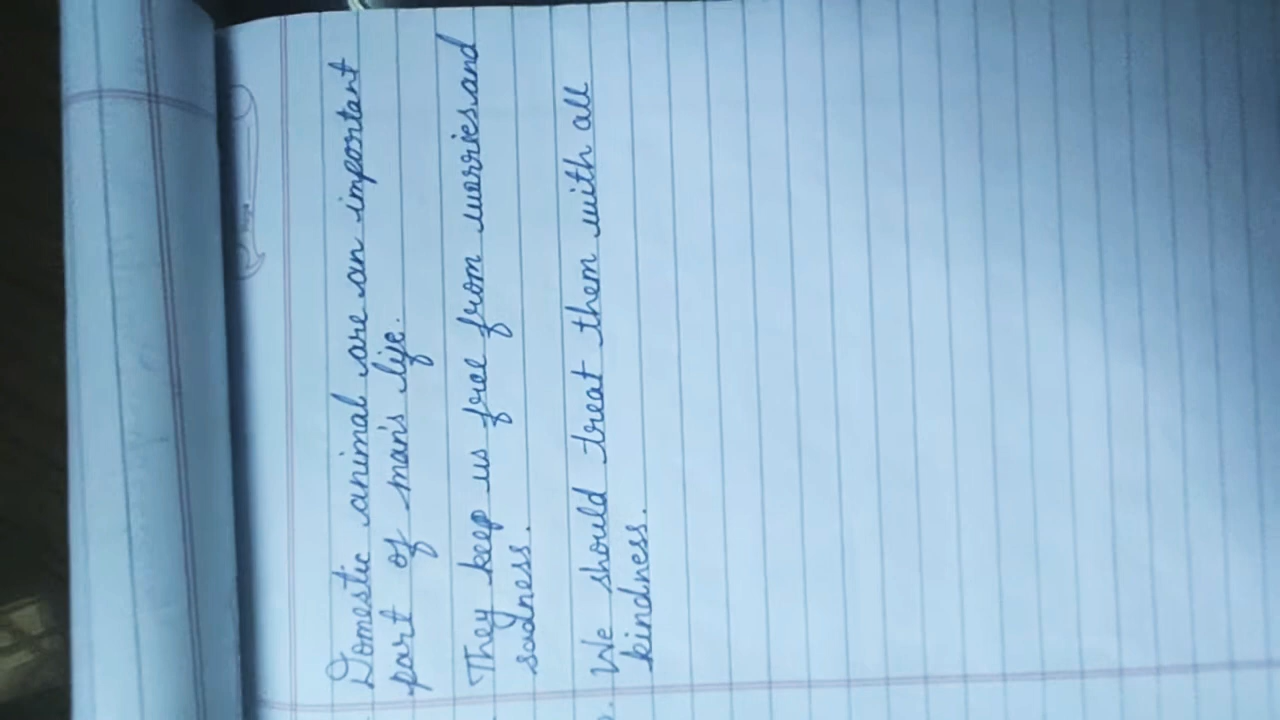 Domestic animal are an important
part of man's life.
They keep us free from worries and
sadness.
We should treat them with all
kindness.